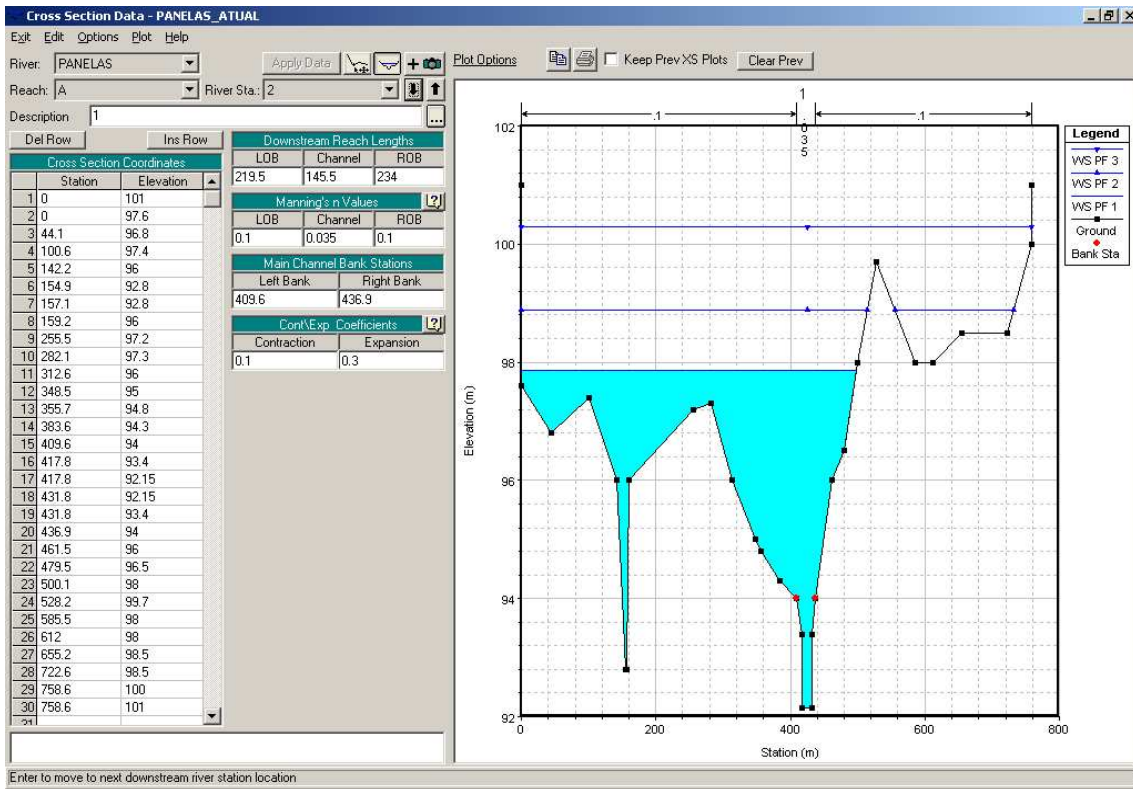 Cross Section Data - PANELAS_ATUAL
Exit Edit Options Plot Help
River: PANELAS Apply Data Plot Options Keep Prev XS Plots Clear Prev
Reach: A River Sta.: 2
Description 1 ...
Del Row Ins Row
Cross Section Coordinates
Station Elevation
1 0 101
2 0 97.6
3 44.1 96.8
4 100.6 97.4
5 142.2 96
6 154.9 92.8
7 157.1 92.8
8 159.2 96
9 255.5 97.2
10 282.1 97.3
11 312.6 96
12 348.5 95
13 355.7 94.8
14 383.6 94.3
15 409.6 94
16 417.8 93.4
17 417.8 92.15
18 431.8 92.15
19 431.8 93.4
20 436.9 94
21 461.5 96
22 479.5 96.5
23 500.1 98
24 528.2 99.7
25 585.5 98
26 612 98
27 655.2 98.5
28 722.6 98.5
29 758.6 100
30 758.6 101
31
Downstream Reach Lengths
LOB Channel ROB
219.5 145.5 234
Manning's n Values
LOB Channel ROB
0.1 0.035 0.1
Main Channel Bank Stations
Left Bank Right Bank
409.6 436.9
Cont\Exp Coefficients
Contraction Expansion
0.1 0.3
1
.1 .035 .1
102
100
98
96
94
92
Elevation (m)
0 200 400 600 800
Station (m)
Legend
WS PF 3
WS PF 2
WS PF 1
Ground
Bank Sta
Enter to move to next downstream river station location